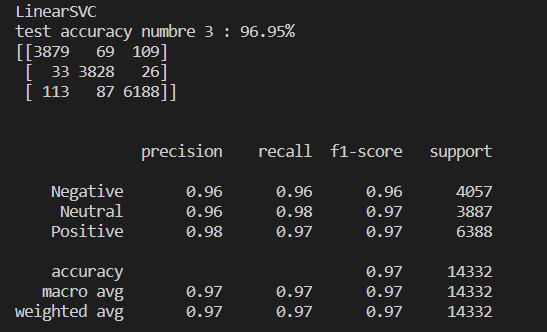 LinearSVC
test accuracy numbre 3 : 96.95%
[[3879 69 109]
[ 33 3828 26]
[ 113 87 6188]]
precision recall f1-score support
Negative 0.96 0.96 0.96 4057
Neutral 0.96 0.98 0.97 3887
Positive 0.98 0.97 0.97 6388
accuracy 0.97 14332
macro avg 0.97 0.97 0.97 14332
weighted avg 0.97 0.97 0.97 14332